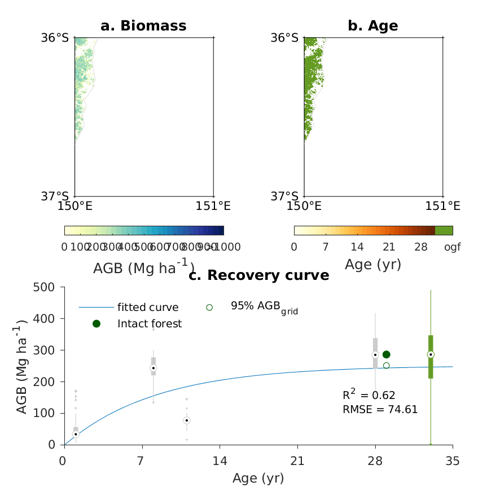 a. Biomass
b. Age
36°S
36°S
37°S
37°S
150°E
151°E
150°E
151°E
0 100 200 300 400 500 600 700 800 900 >1000
0 7 14 21 28 ogf
AGB (Mg ha⁻¹)
Age (yr)
c. Recovery curve
500
400
300
200
100
0
AGB (Mg ha⁻¹)
fitted curve
95% AGB_grid
Intact forest
R² = 0.62
RMSE = 74.61
0 7 14 21 28 35
Age (yr)